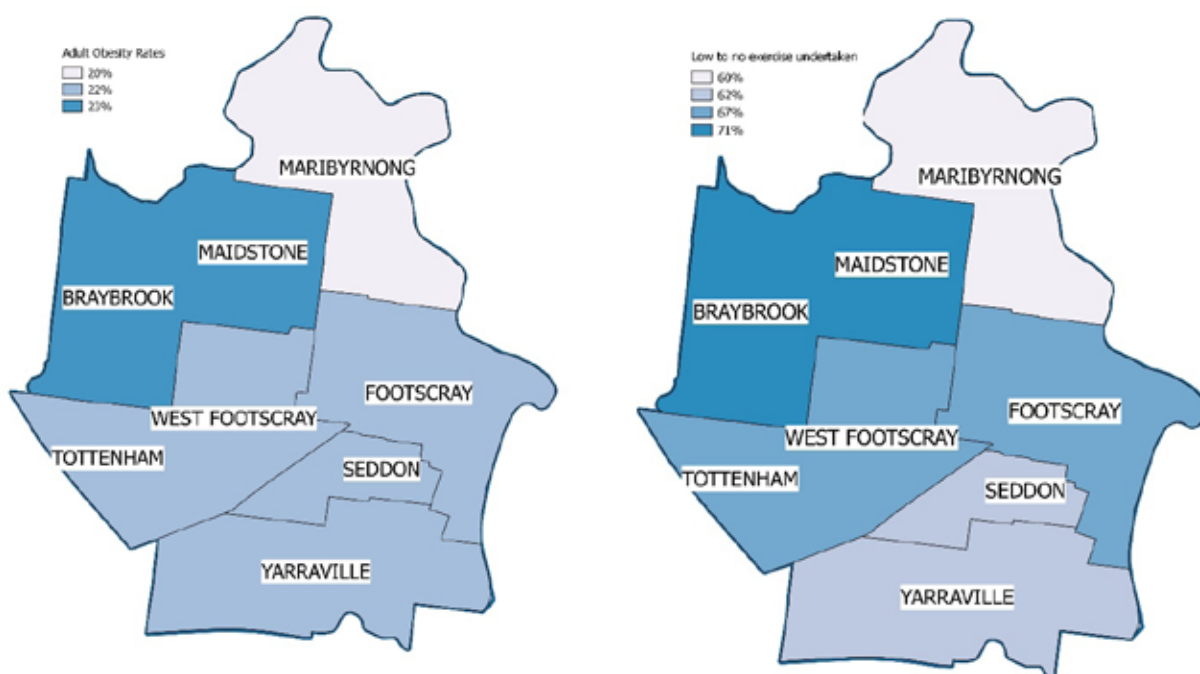 Adult Obesity Rates
20%
22%
23%
MARIBYRNONG
MAIDSTONE
BRAYBROOK
FOOTSCRAY
WEST FOOTSCRAY
TOTTENHAM
SEDDON
YARRAVILLE
Low to no exercise undertaken
60%
62%
67%
71%
MARIBYRNONG
MAIDSTONE
BRAYBROOK
FOOTSCRAY
WEST FOOTSCRAY
TOTTENHAM
SEDDON
YARRAVILLE